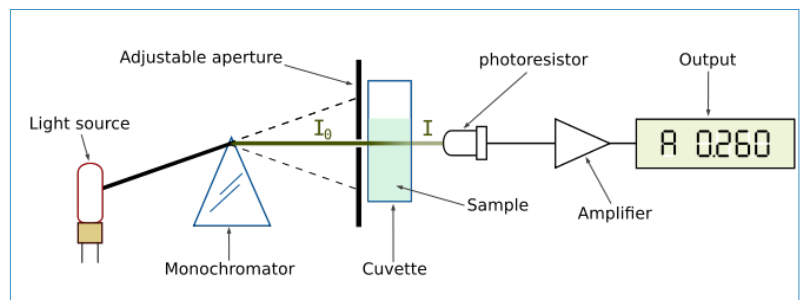 Adjustable aperture
photoresistor
Output
Light source
I₀
I
A 0.260
Sample
Amplifier
Monochromator
Cuvette